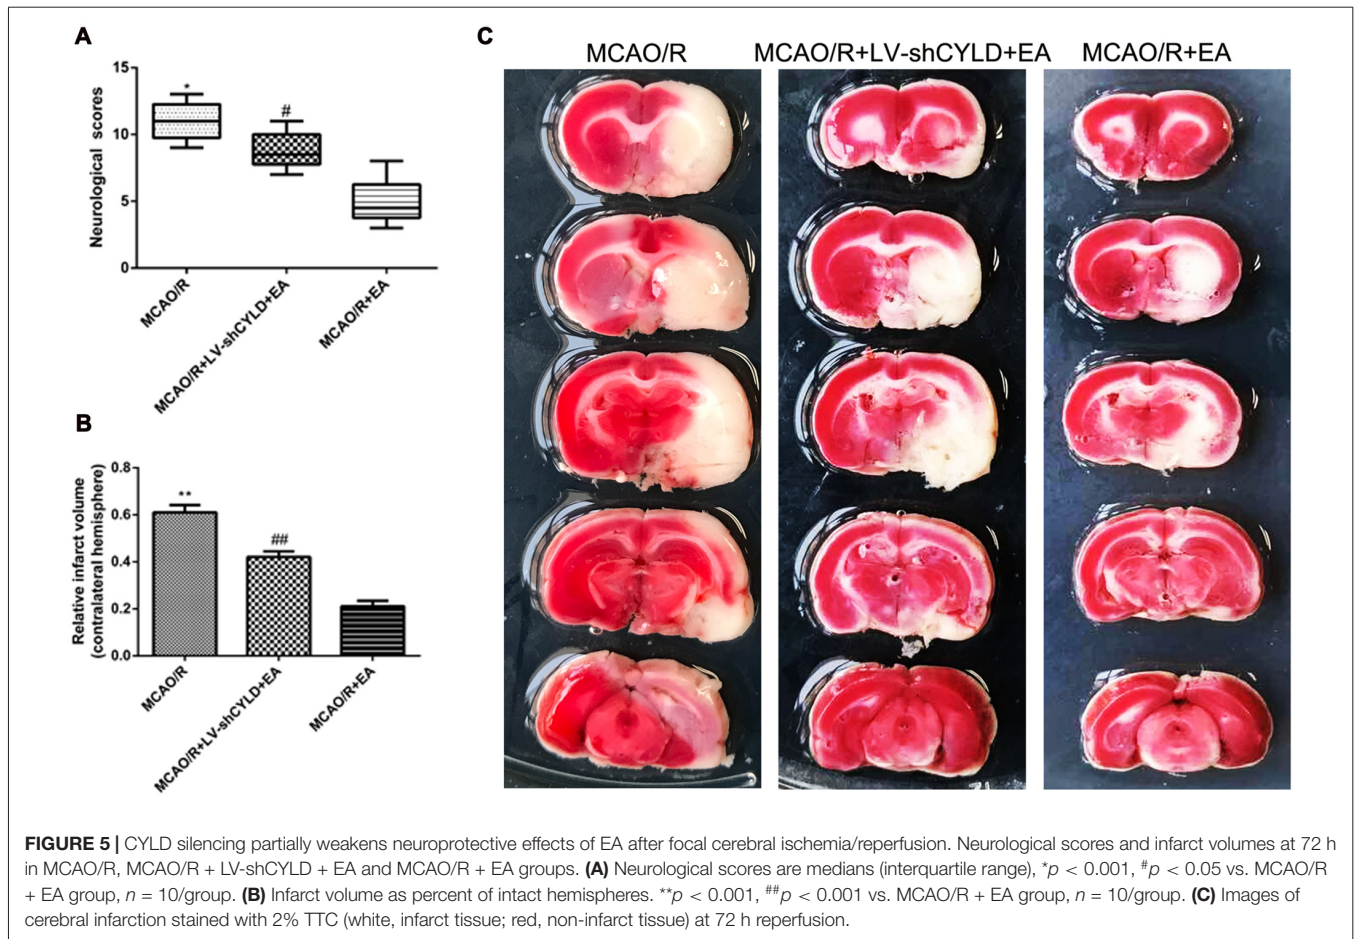 A
Neurological scores
15
10
5
0
*
#
MCAO/R
MCAO/R+LV-shCYLD+EA
MCAO/R+EA
B
Relative infarct volume
(contralateral hemisphere)
0.8
0.6
0.4
0.2
0.0
**
##
MCAO/R
MCAO/R+LV-shCYLD+EA
MCAO/R+EA
C
MCAO/R MCAO/R+LV-shCYLD+EA MCAO/R+EA
FIGURE 5 | CYLD silencing partially weakens neuroprotective effects of EA after focal cerebral ischemia/reperfusion. Neurological scores and infarct volumes at 72 h
in MCAO/R, MCAO/R + LV-shCYLD + EA and MCAO/R + EA groups. (A) Neurological scores are medians (interquartile range), *p < 0.001, #p < 0.05 vs. MCAO/R
+ EA group, n = 10/group. (B) Infarct volume as percent of intact hemispheres. **p < 0.001, ##p < 0.001 vs. MCAO/R + EA group, n = 10/group. (C) Images of
cerebral infarction stained with 2% TTC (white, infarct tissue; red, non-infarct tissue) at 72 h reperfusion.